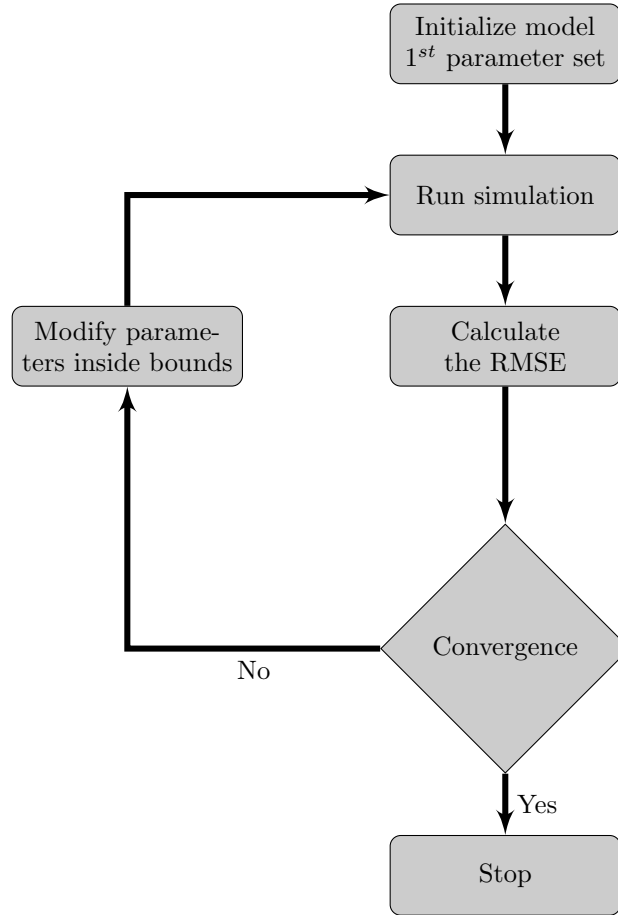 Initialize model
1st parameter set
Run simulation
Modify parame-
ters inside bounds
Calculate
the RMSE
Convergence
No
Yes
Stop